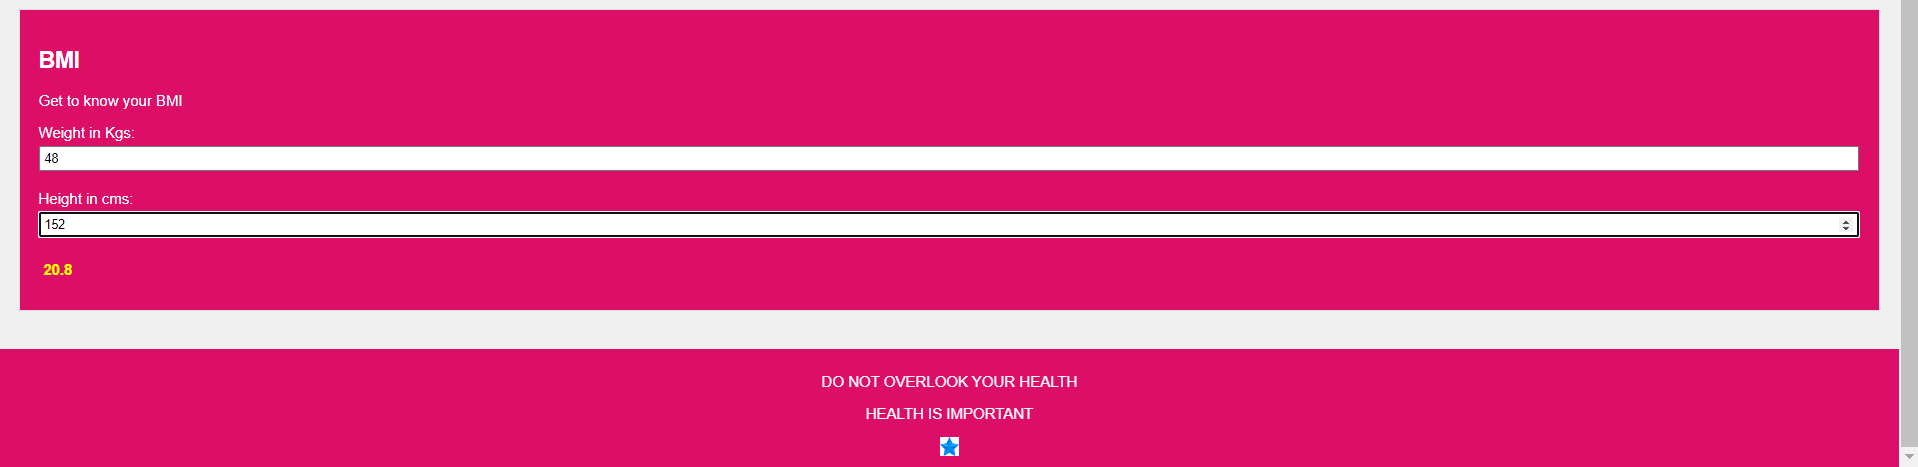 BMI
Get to know your BMI
Weight in Kgs:
48
Height in cms:
152
20.8
DO NOT OVERLOOK YOUR HEALTH
HEALTH IS IMPORTANT